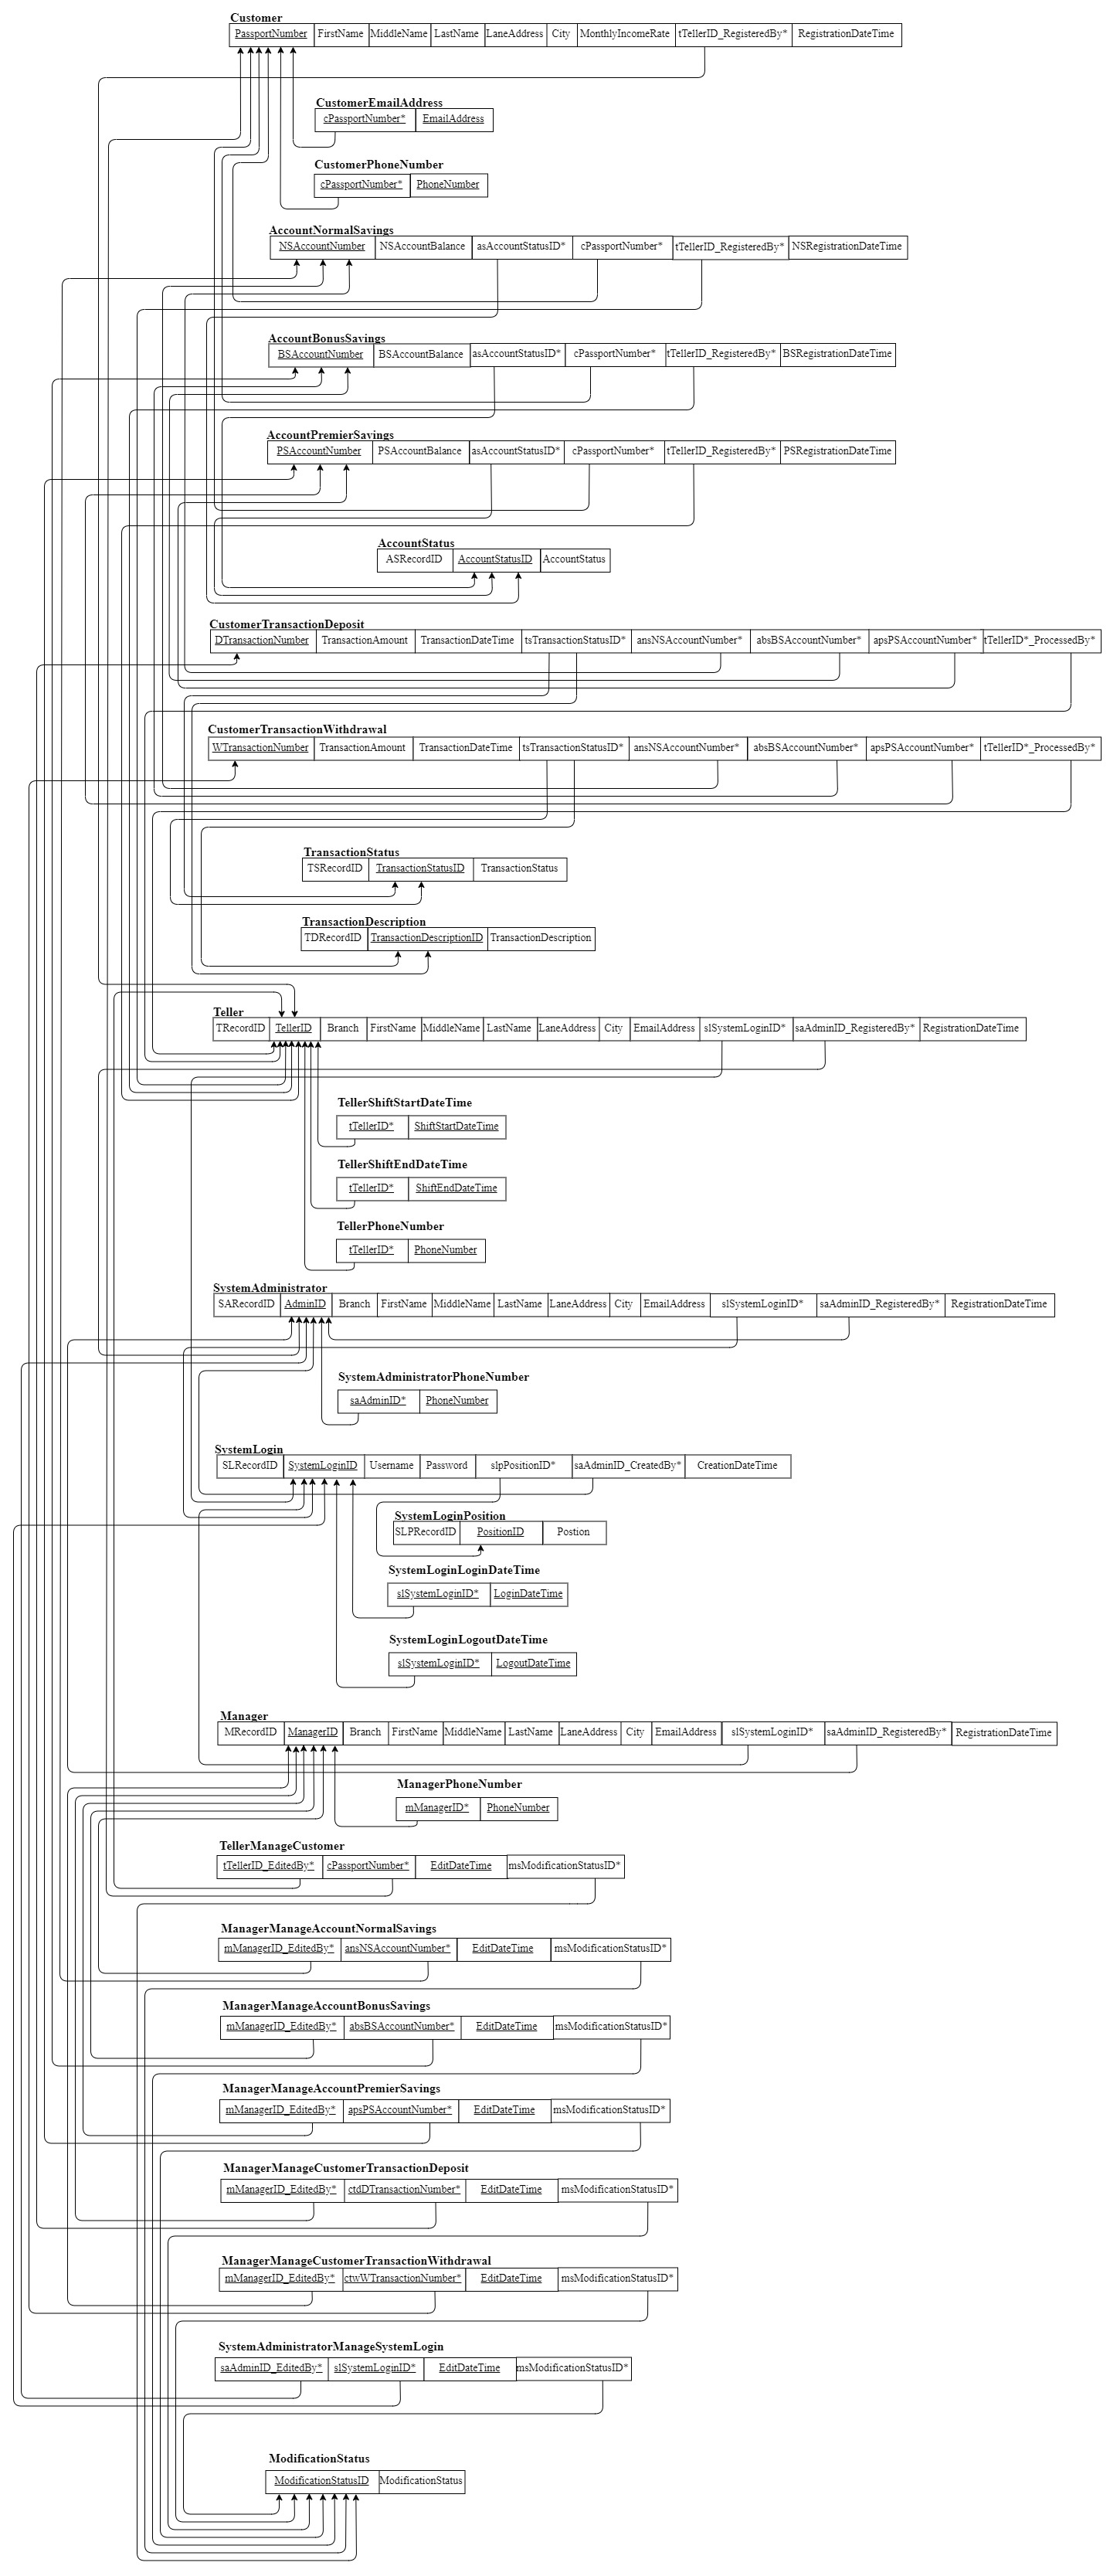 Customer
PassportNumber FirstName MiddleName LastName LaneAddress City MonthlyIncomeRate tTellerID_RegisteredBy* RegistrationDateTime
CustomerEmailAddress
cPassportNumber* EmailAddress
CustomerPhoneNumber
cPassportNumber* PhoneNumber
AccountNormalSavings
NSAccountNumber NSAccountBalance asAccountStatusID* cPassportNumber* tTellerID_RegisteredBy* NSRegistrationDateTime
AccountBonusSavings
BSAccountNumber BSAccountBalance asAccountStatusID* cPassportNumber* tTellerID_RegisteredBy* BSRegistrationDateTime
AccountPremierSavings
PSAccountNumber PSAccountBalance asAccountStatusID* cPassportNumber* tTellerID_RegisteredBy* PSRegistrationDateTime
AccountStatus
ASRecordID AccountStatusID AccountStatus
CustomerTransactionDeposit
DTransactionNumber TransactionAmount TransactionDateTime tsTransactionStatusID* ansNSAccountNumber* absBSAccountNumber* apsPSAccountNumber* tTellerID*_ProcessedBy*
CustomerTransactionWithdrawal
WTransactionNumber TransactionAmount TransactionDateTime tsTransactionStatusID* ansNSAccountNumber* absBSAccountNumber* apsPSAccountNumber* tTellerID*_ProcessedBy*
TransactionStatus
TSRecordID TransactionStatusID TransactionStatus
TransactionDescription
TDRecordID TransactionDescriptionID TransactionDescription
Teller
TRecordID TellerID Branch FirstName MiddleName LastName LaneAddress City EmailAddress slSystemLoginID* saAdminID_RegisteredBy* RegistrationDateTime
TellerShiftStartDateTime
tTellerID* ShiftStartDateTime
TellerShiftEndDateTime
tTellerID* ShiftEndDateTime
TellerPhoneNumber
tTellerID* PhoneNumber
SystemAdministrator
SARecordID AdminID Branch FirstName MiddleName LastName LaneAddress City EmailAddress slSystemLoginID* saAdminID_RegisteredBy* RegistrationDateTime
SystemAdministratorPhoneNumber
saAdminID* PhoneNumber
SystemLogin
SLRecordID SystemLoginID Username Password slpPositionID* saAdminID_CreatedBy* CreationDateTime
SystemLoginPosition
SLPRecordID PositionID Postion
SystemLoginLoginDateTime
slSystemLoginID* LoginDateTime
SystemLoginLogoutDateTime
slSystemLoginID* LogoutDateTime
Manager
MRecordID ManagerID Branch FirstName MiddleName LastName LaneAddress City EmailAddress slSystemLoginID* saAdminID_RegisteredBy* RegistrationDateTime
ManagerPhoneNumber
mManagerID* PhoneNumber
TellerManageCustomer
tTellerID_EditedBy* cPassportNumber* EditDateTime msModificationStatusID*
ManagerManageAccountNormalSavings
mManagerID_EditedBy* ansNSAccountNumber* EditDateTime msModificationStatusID*
ManagerManageAccountBonusSavings
mManagerID_EditedBy* absBSAccountNumber* EditDateTime msModificationStatusID*
ManagerManageAccountPremierSavings
mManagerID_EditedBy* apsPSAccountNumber* EditDateTime msModificationStatusID*
ManagerManageCustomerTransactionDeposit
mManagerID_EditedBy* ctdDTransactionNumber* EditDateTime msModificationStatusID*
ManagerManageCustomerTransactionWithdrawal
mManagerID_EditedBy* ctwWTransactionNumber* EditDateTime msModificationStatusID*
SystemAdministratorManageSystemLogin
saAdminID_EditedBy* slSystemLoginID* EditDateTime msModificationStatusID*
ModificationStatus
ModificationStatusID ModificationStatus